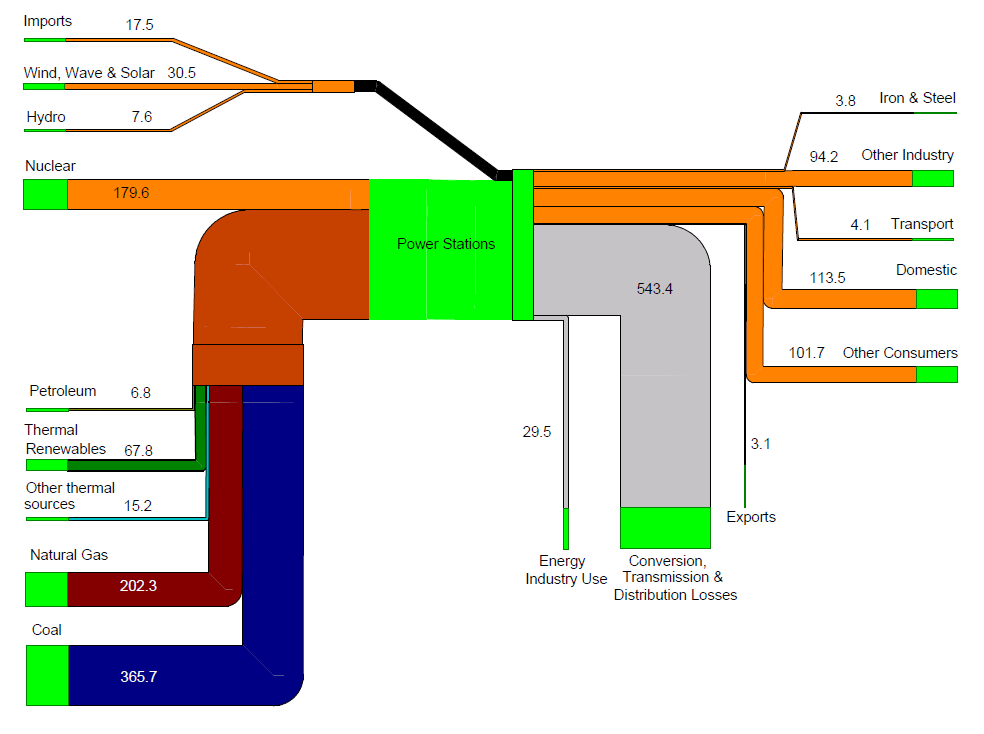 Imports
17.5
Wind, Wave & Solar 30.5
Hydro
7.6
Nuclear
179.6
Power Stations
Petroleum
6.8
Thermal
Renewables 67.8
Other thermal
sources 15.2
Natural Gas
202.3
Coal
365.7
3.8 Iron & Steel
94.2 Other Industry
4.1 Transport
Domestic
113.5
101.7 Other Consumers
543.4
29.5
3.1
Exports
Energy
Industry Use
Conversion,
Transmission &
Distribution Losses